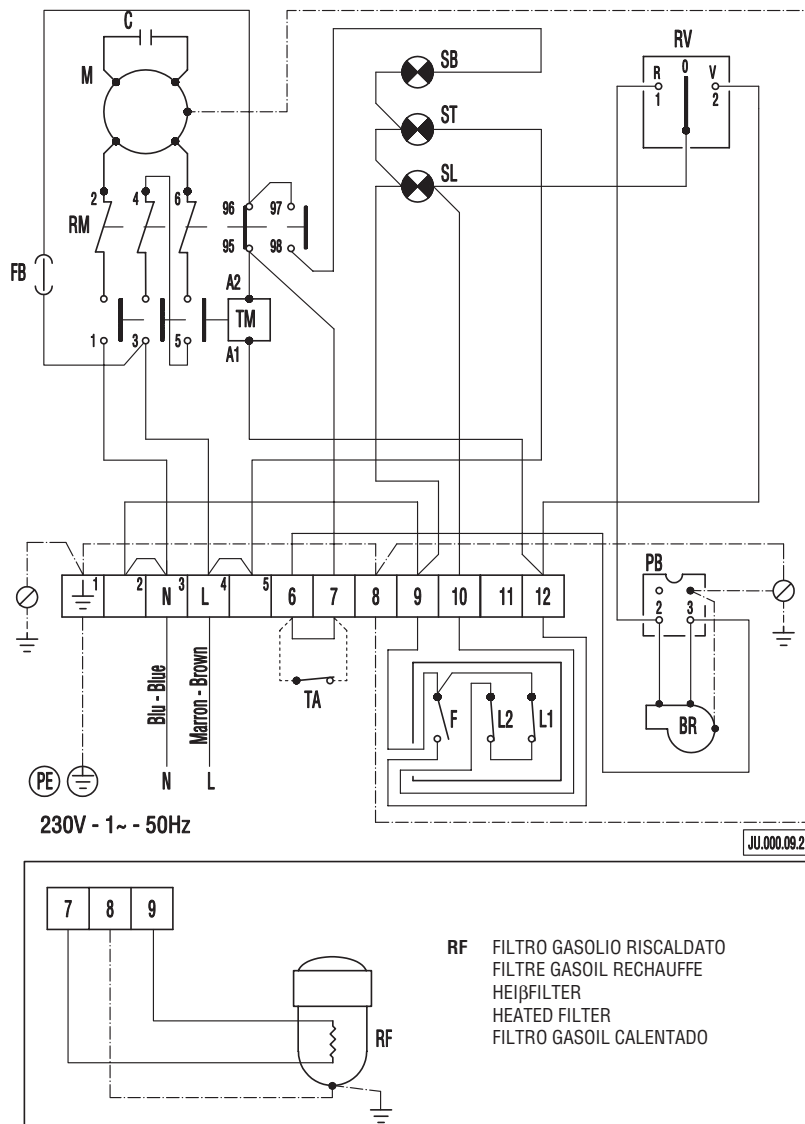 C
M
SB
RV
R
0
V
1
2
ST
SL
2
4
6
96
97
RM
95
98
FB
A2
TM
1
3
5
A1
PB
1
2
N
3
L
4
5
6
7
8
9
10
11
12
2
3
Blu - Blue
Marron - Brown
TA
F
L2
L1
BR
PE
N
L
230V - 1~ - 50Hz
JU.000.09.2
7
8
9
RF
RF FILTRO GASOLIO RISCALDATO
FILTRE GASOIL RECHAUFFE
HEIβFILTER
HEATED FILTER
FILTRO GASOIL CALENTADO